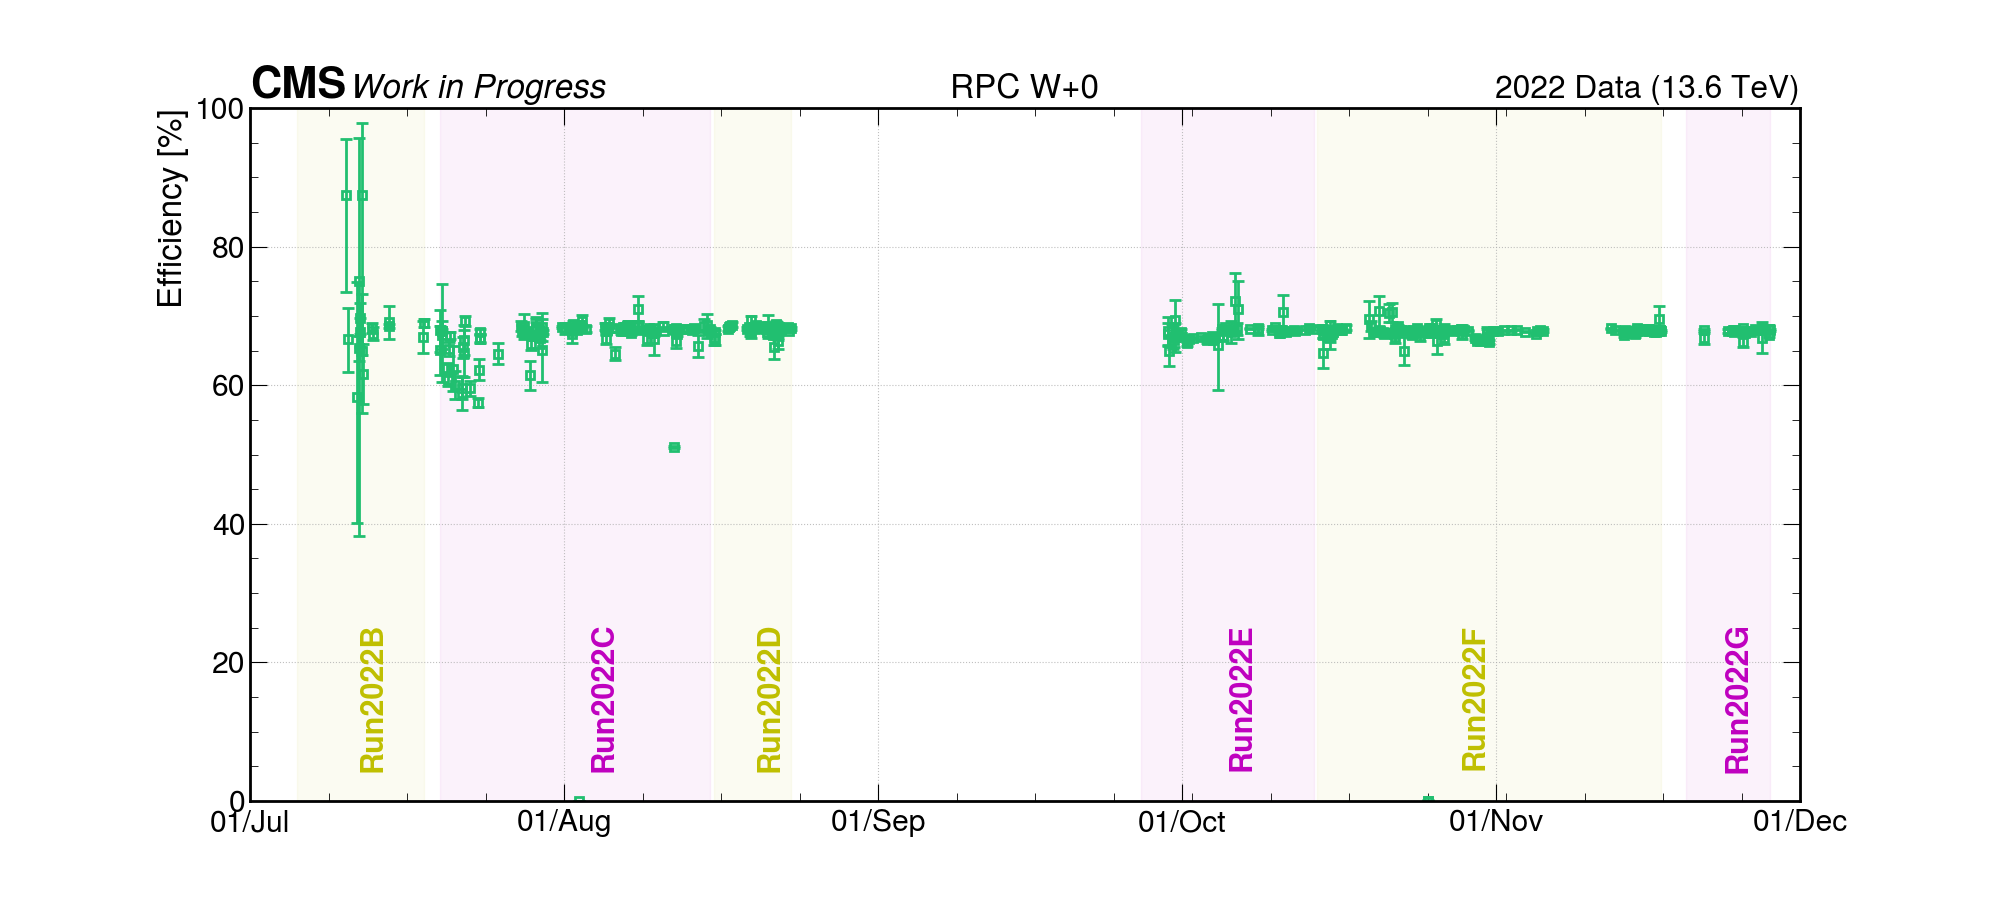 CMS Work in Progress RPC W+0 2022 Data (13.6 TeV)
Efficiency [%]
100
80
60
40
20
0
Run2022B
Run2022C
Run2022D
Run2022E
Run2022F
Run2022G
01/Jul 01/Aug 01/Sep 01/Oct 01/Nov 01/Dec